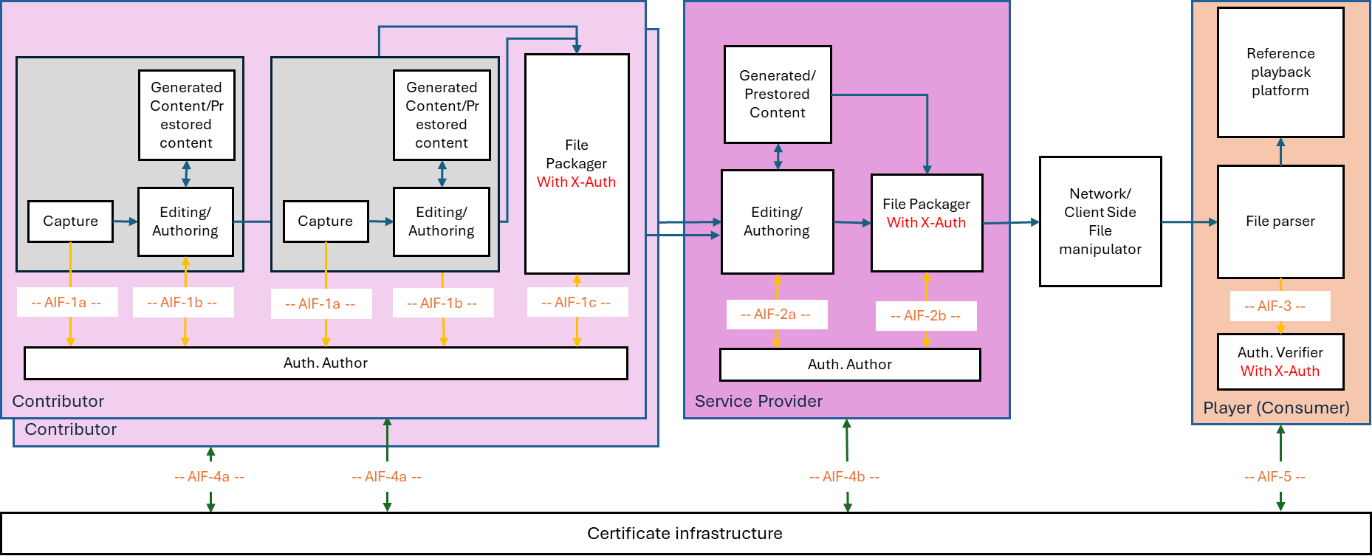 Generated
Content/Pr
estored
content
Capture
Editing/
Authoring
Generated
Content/Pr
estored
content
Capture
Editing/
Authoring
File
Packager
With X-Auth
-- AIF-1a --
-- AIF-1b --
-- AIF-1a --
-- AIF-1b --
-- AIF-1c --
Auth. Author
Contributor
Contributor
Generated/
Prestored
Content
Editing/
Authoring
File Packager
With X-Auth
-- AIF-2a --
-- AIF-2b --
Auth. Author
Service Provider
Network/
Client Side
File
manipulator
Reference
playback
platform
File parser
-- AIF-3 --
Auth. Verifier
With X-Auth
Player (Consumer)
-- AIF-4a --
-- AIF-4a --
-- AIF-4b --
-- AIF-5 --
Certificate infrastructure